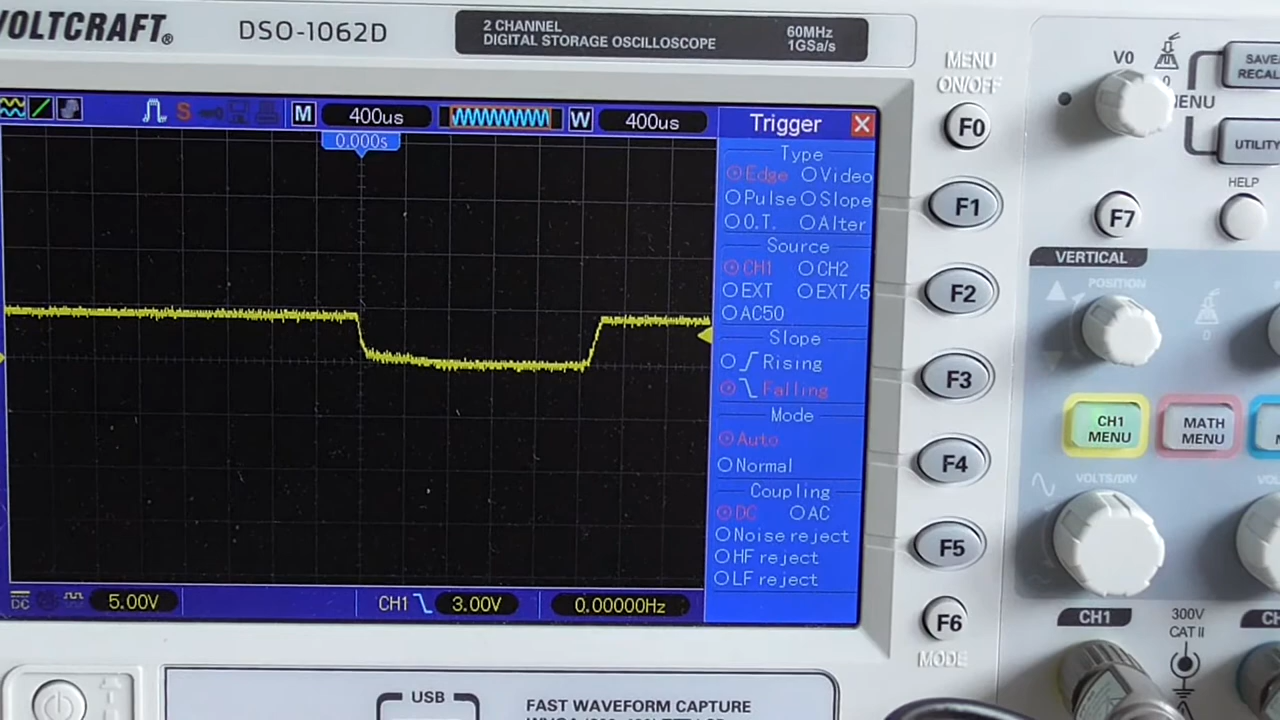 VOLTCRAFT®
DSO-1062D
2 CHANNEL
DIGITAL STORAGE OSCILLOSCOPE
60MHz
1GSa/s
MENU
ON/OFF
V0
0
SAVE/
RECAL
MENU
UTILITY
HELP
S
M 400us
W 400us
0.000s
Trigger
Type
Edge Video
Pulse Slope
O.T. Alter
Source
CH1 CH2
EXT EXT/5
AC50
Slope
Rising
Falling
Mode
Auto
Normal
Coupling
DC AC
Noise reject
HF reject
LF reject
DC 5.00V
CH1 3.00V
0.00000Hz
F0
F1
F2
F3
F4
F5
F6
MODE
F7
VERTICAL
POSITION
0
CH1
MENU
MATH
MENU
VOLTS/DIV
CH1
300V
CAT II
USB
FAST WAVEFORM CAPTURE